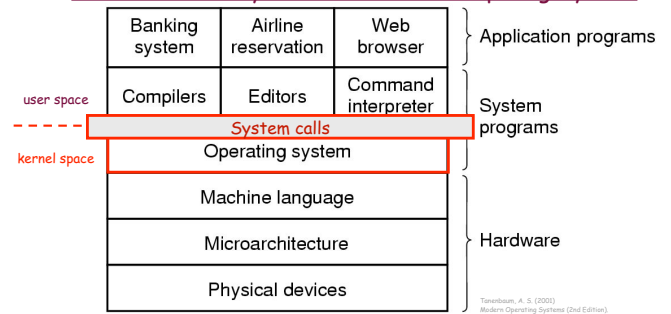 Banking system
Airline reservation
Web browser
Application programs
user space
Compilers
Editors
Command interpreter
System programs
System calls
kernel space
Operating system
Machine language
Microarchitecture
Hardware
Physical devices
Tanenbaum, A. S. (2001)
Modern Operating Systems (2nd Edition).